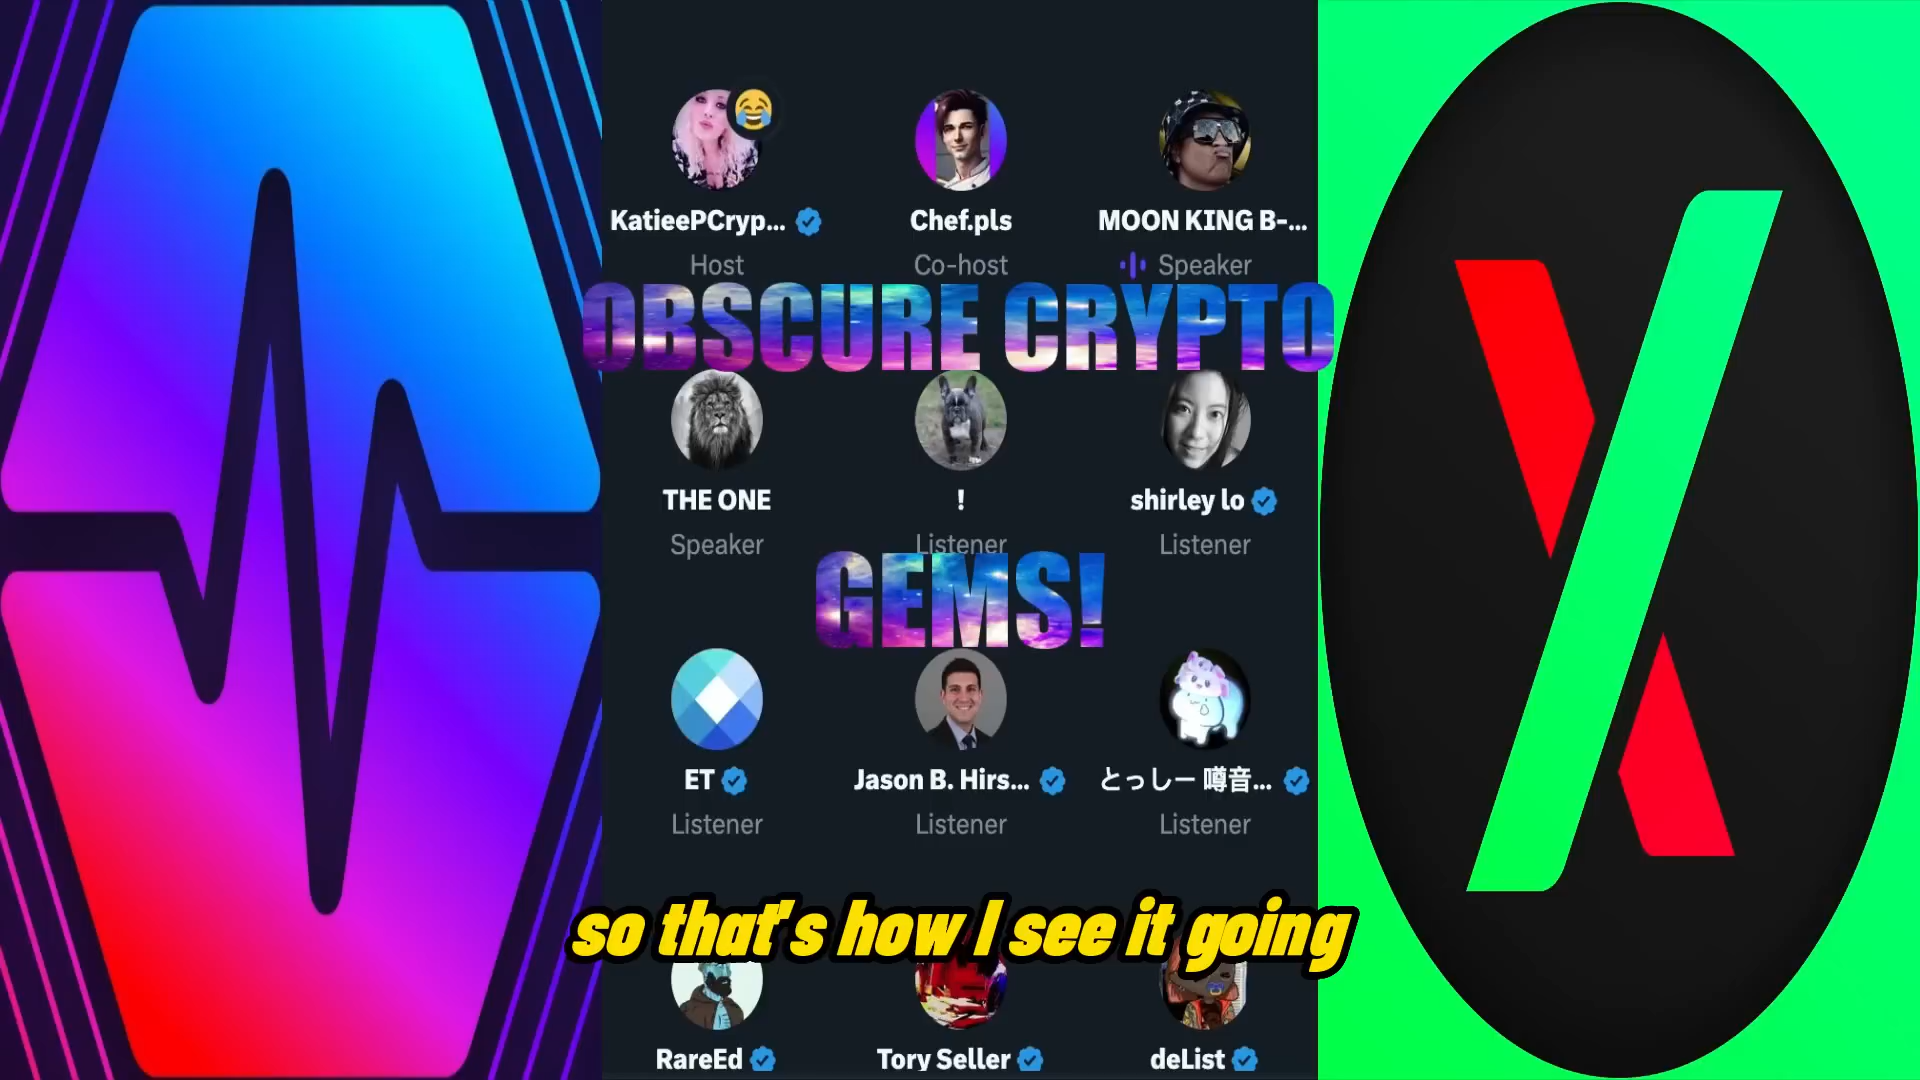 KatieePCryp... Chef.pls MOON KING B-...
Host Co-host Speaker
OBSCURE CRYPTO
THE ONE ! shirley lo
Speaker Listener Listener
GEMS!
ET Jason B. Hirs... とっしー 噂音...
Listener Listener Listener
so that's how I see it going
RareEd Tory Seller deList